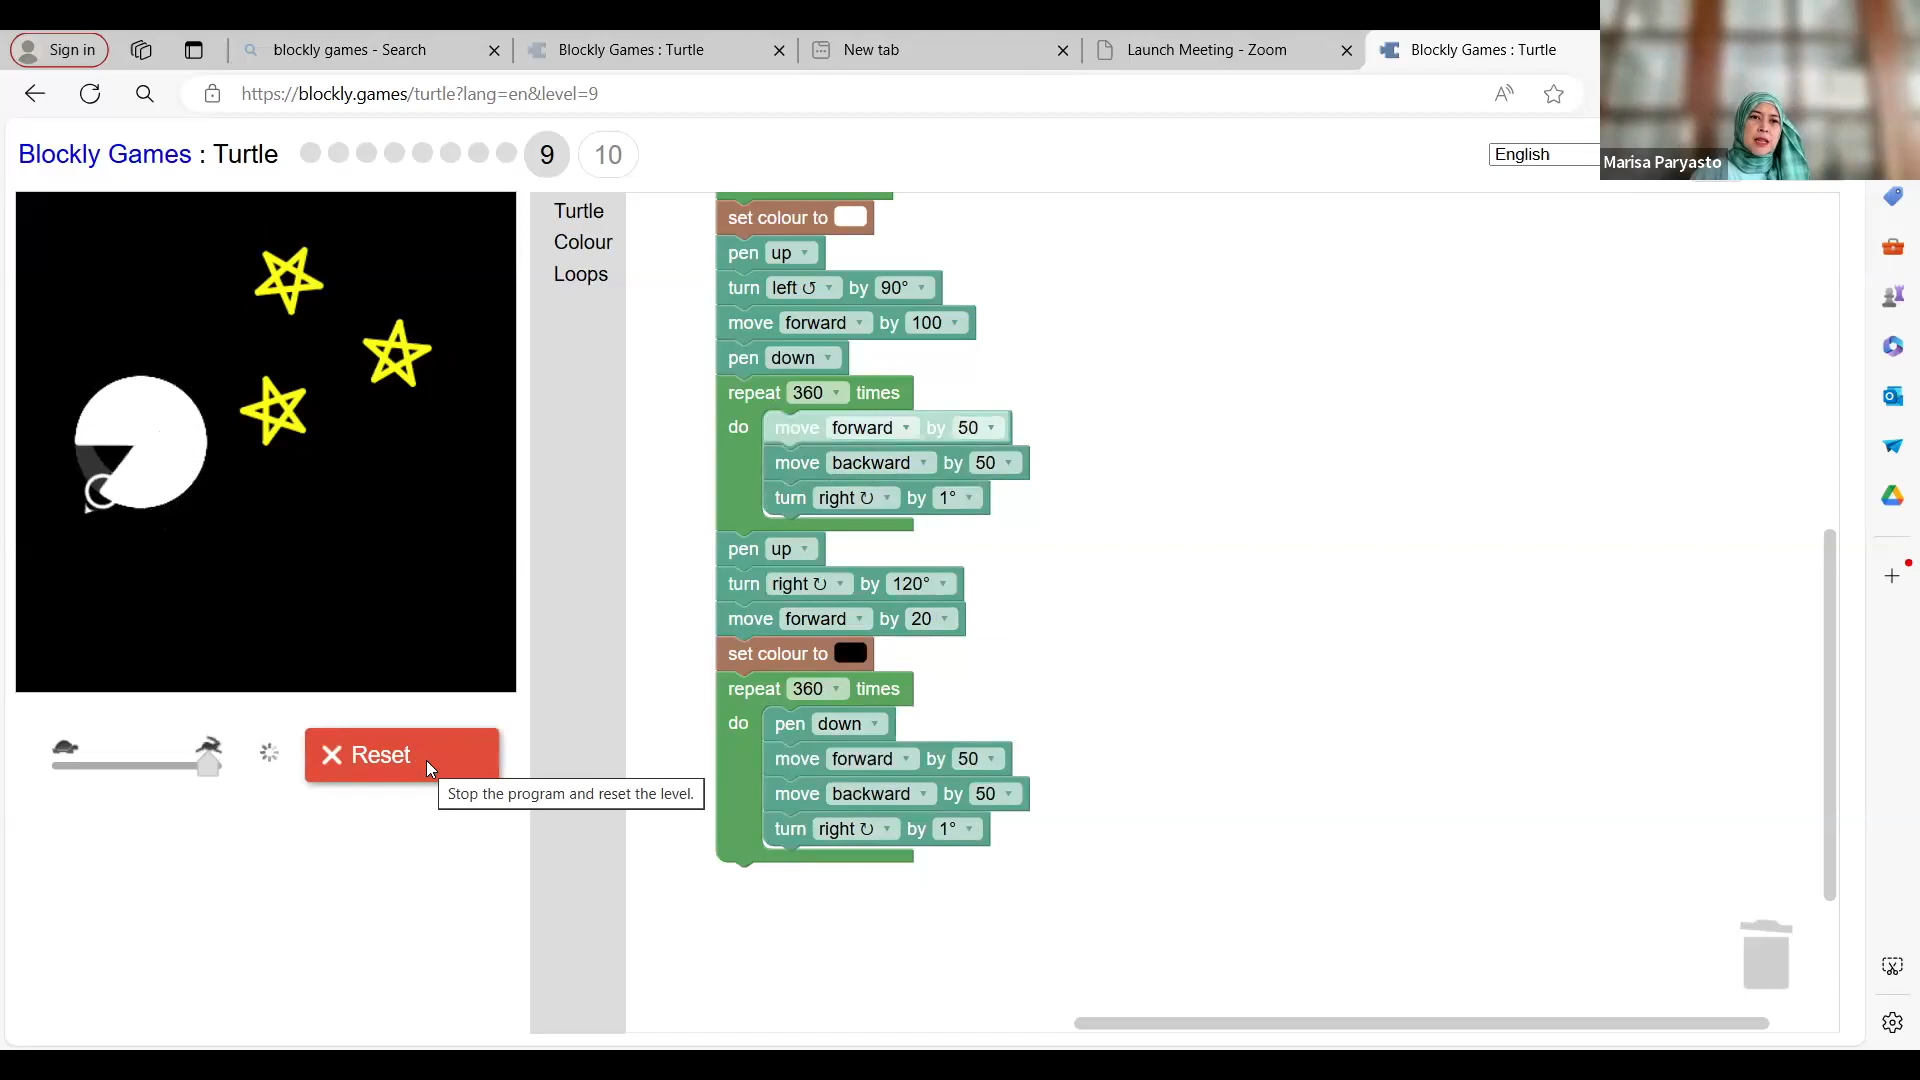 Sign in
blockly games - Search
Blockly Games : Turtle
New tab
Launch Meeting - Zoom
Blockly Games : Turtle
https://blockly.games/turtle?lang=en&level=9
Marisa Paryasto
Blockly Games : Turtle
9
10
English
Turtle
Colour
Loops
set colour to
pen up
turn left ↺ by 90°
move forward by 100
pen down
repeat 360 times
do move forward by 50
move backward by 50
turn right ↻ by 1°
pen up
turn right ↻ by 120°
move forward by 20
set colour to
repeat 360 times
do pen down
move forward by 50
move backward by 50
turn right ↻ by 1°
Reset
Stop the program and reset the level.